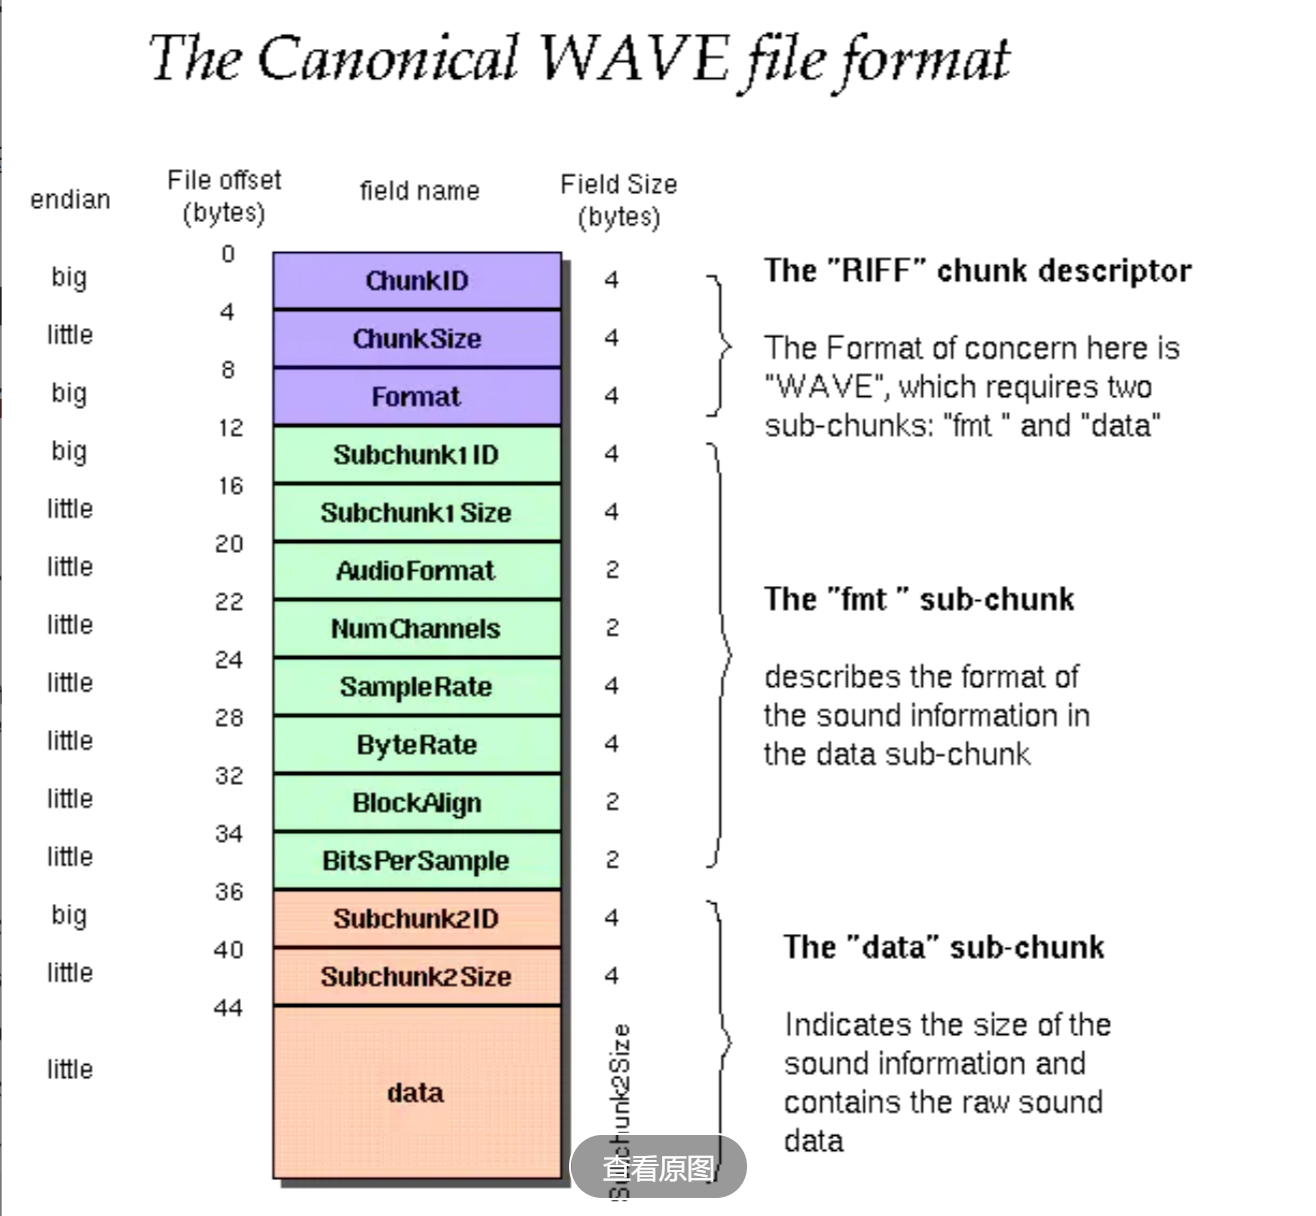 The Canonical WAVE file format
endian
File offset
(bytes)
field name
Field Size
(bytes)
0
big
ChunkID
4
4
little
ChunkSize
4
8
big
Format
4
12
big
Subchunk1ID
4
16
little
Subchunk1Size
4
20
little
AudioFormat
2
22
little
NumChannels
2
24
little
SampleRate
4
28
little
ByteRate
4
32
little
BlockAlign
2
34
little
BitsPerSample
2
36
big
Subchunk2ID
4
40
little
Subchunk2Size
4
44
little
data
Subchunk2Size
The "RIFF" chunk descriptor
The Format of concern here is
"WAVE", which requires two
sub-chunks: "fmt " and "data"
The "fmt " sub-chunk
describes the format of
the sound information in
the data sub-chunk
The "data" sub-chunk
Indicates the size of the
sound information and
contains the raw sound
data
查看原图